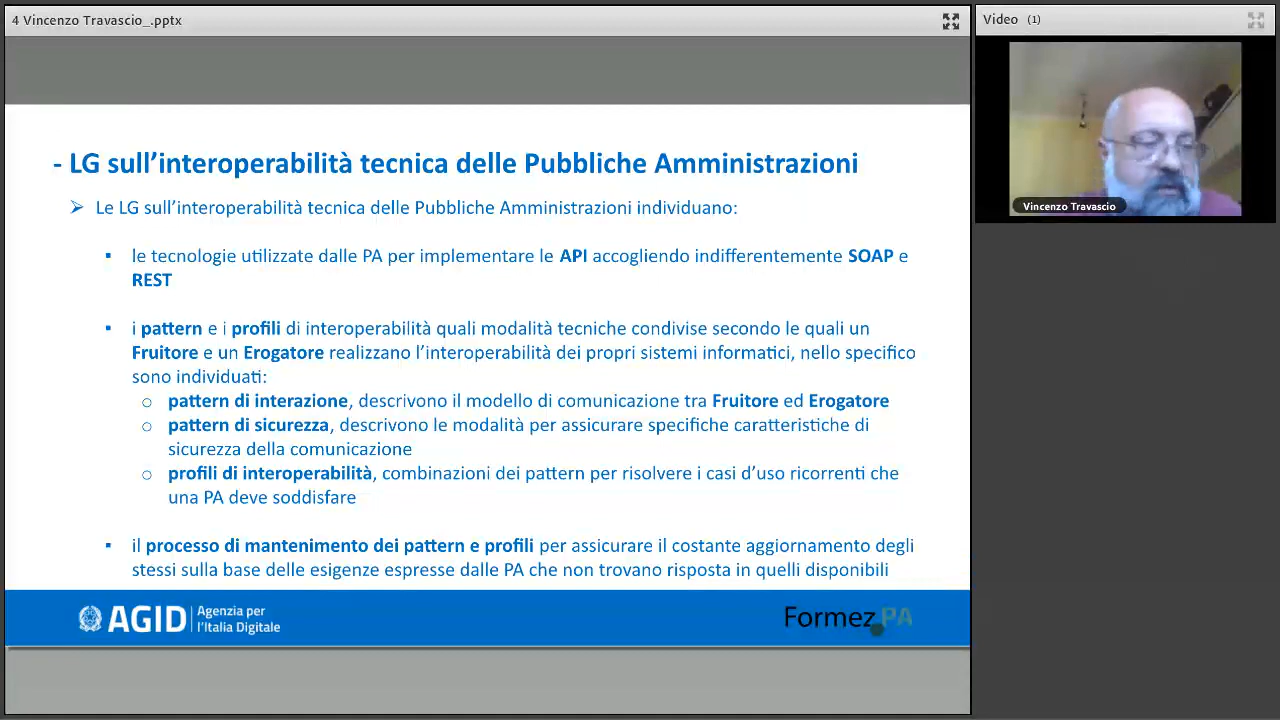 4 Vincenzo Travascio_.pptx
Video (1)
Vincenzo Travascio
- LG sull’interoperabilità tecnica delle Pubbliche Amministrazioni
Le LG sull’interoperabilità tecnica delle Pubbliche Amministrazioni individuano:
le tecnologie utilizzate dalle PA per implementare le API accogliendo indifferentemente SOAP e
REST
i pattern e i profili di interoperabilità quali modalità tecniche condivise secondo le quali un
Fruitore e un Erogatore realizzano l’interoperabilità dei propri sistemi informatici, nello specifico
sono individuati:
pattern di interazione, descrivono il modello di comunicazione tra Fruitore ed Erogatore
pattern di sicurezza, descrivono le modalità per assicurare specifiche caratteristiche di
sicurezza della comunicazione
profili di interoperabilità, combinazioni dei pattern per risolvere i casi d’uso ricorrenti che
una PA deve soddisfare
il processo di mantenimento dei pattern e profili per assicurare il costante aggiornamento degli
stessi sulla base delle esigenze espresse dalle PA che non trovano risposta in quelli disponibili
AGID
Agenzia per
l’Italia Digitale
Formez PA